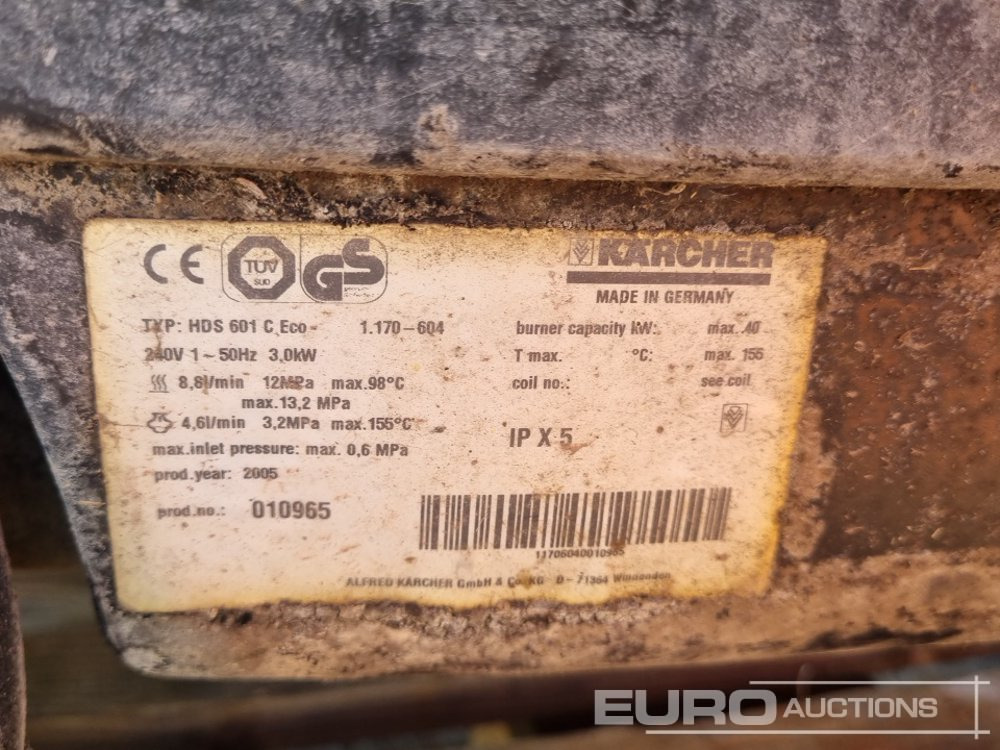 CE TÜV SÜD GS
KÄRCHER
MADE IN GERMANY
TYP: HDS 601 C Eco 1.170-604
240V 1~50Hz 3,0kW
8,8l/min 12MPa max.98°C
max.13,2 MPa
4,6l/min 3,2MPa max.155°C
max.inlet pressure: max. 0,6 MPa
prod.year: 2005
prod.no.: 010965
burner capacity kW: max. 40
T max. °C: max. 155
coil no.: see coil
IP X 5
11706040010965
ALFRED KÄRCHER GmbH & Co. KG D-71364 Winnenden
EURO AUCTIONS